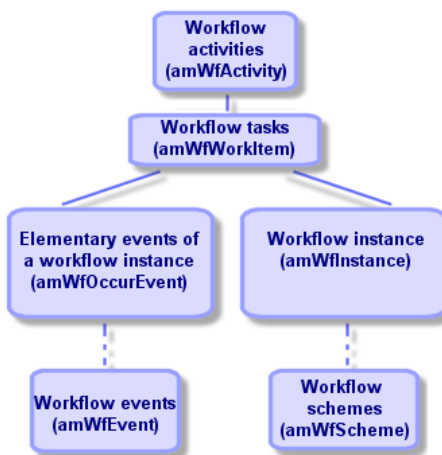 Workflow
activities
(amWfActivity)
Workflow tasks
(amWfWorkItem)
Elementary events of
a workflow instance
(amWfOccurEvent)
Workflow instance
(amWfInstance)
Workflow events
(amWfEvent)
Workflow
schemes
(amWfScheme)